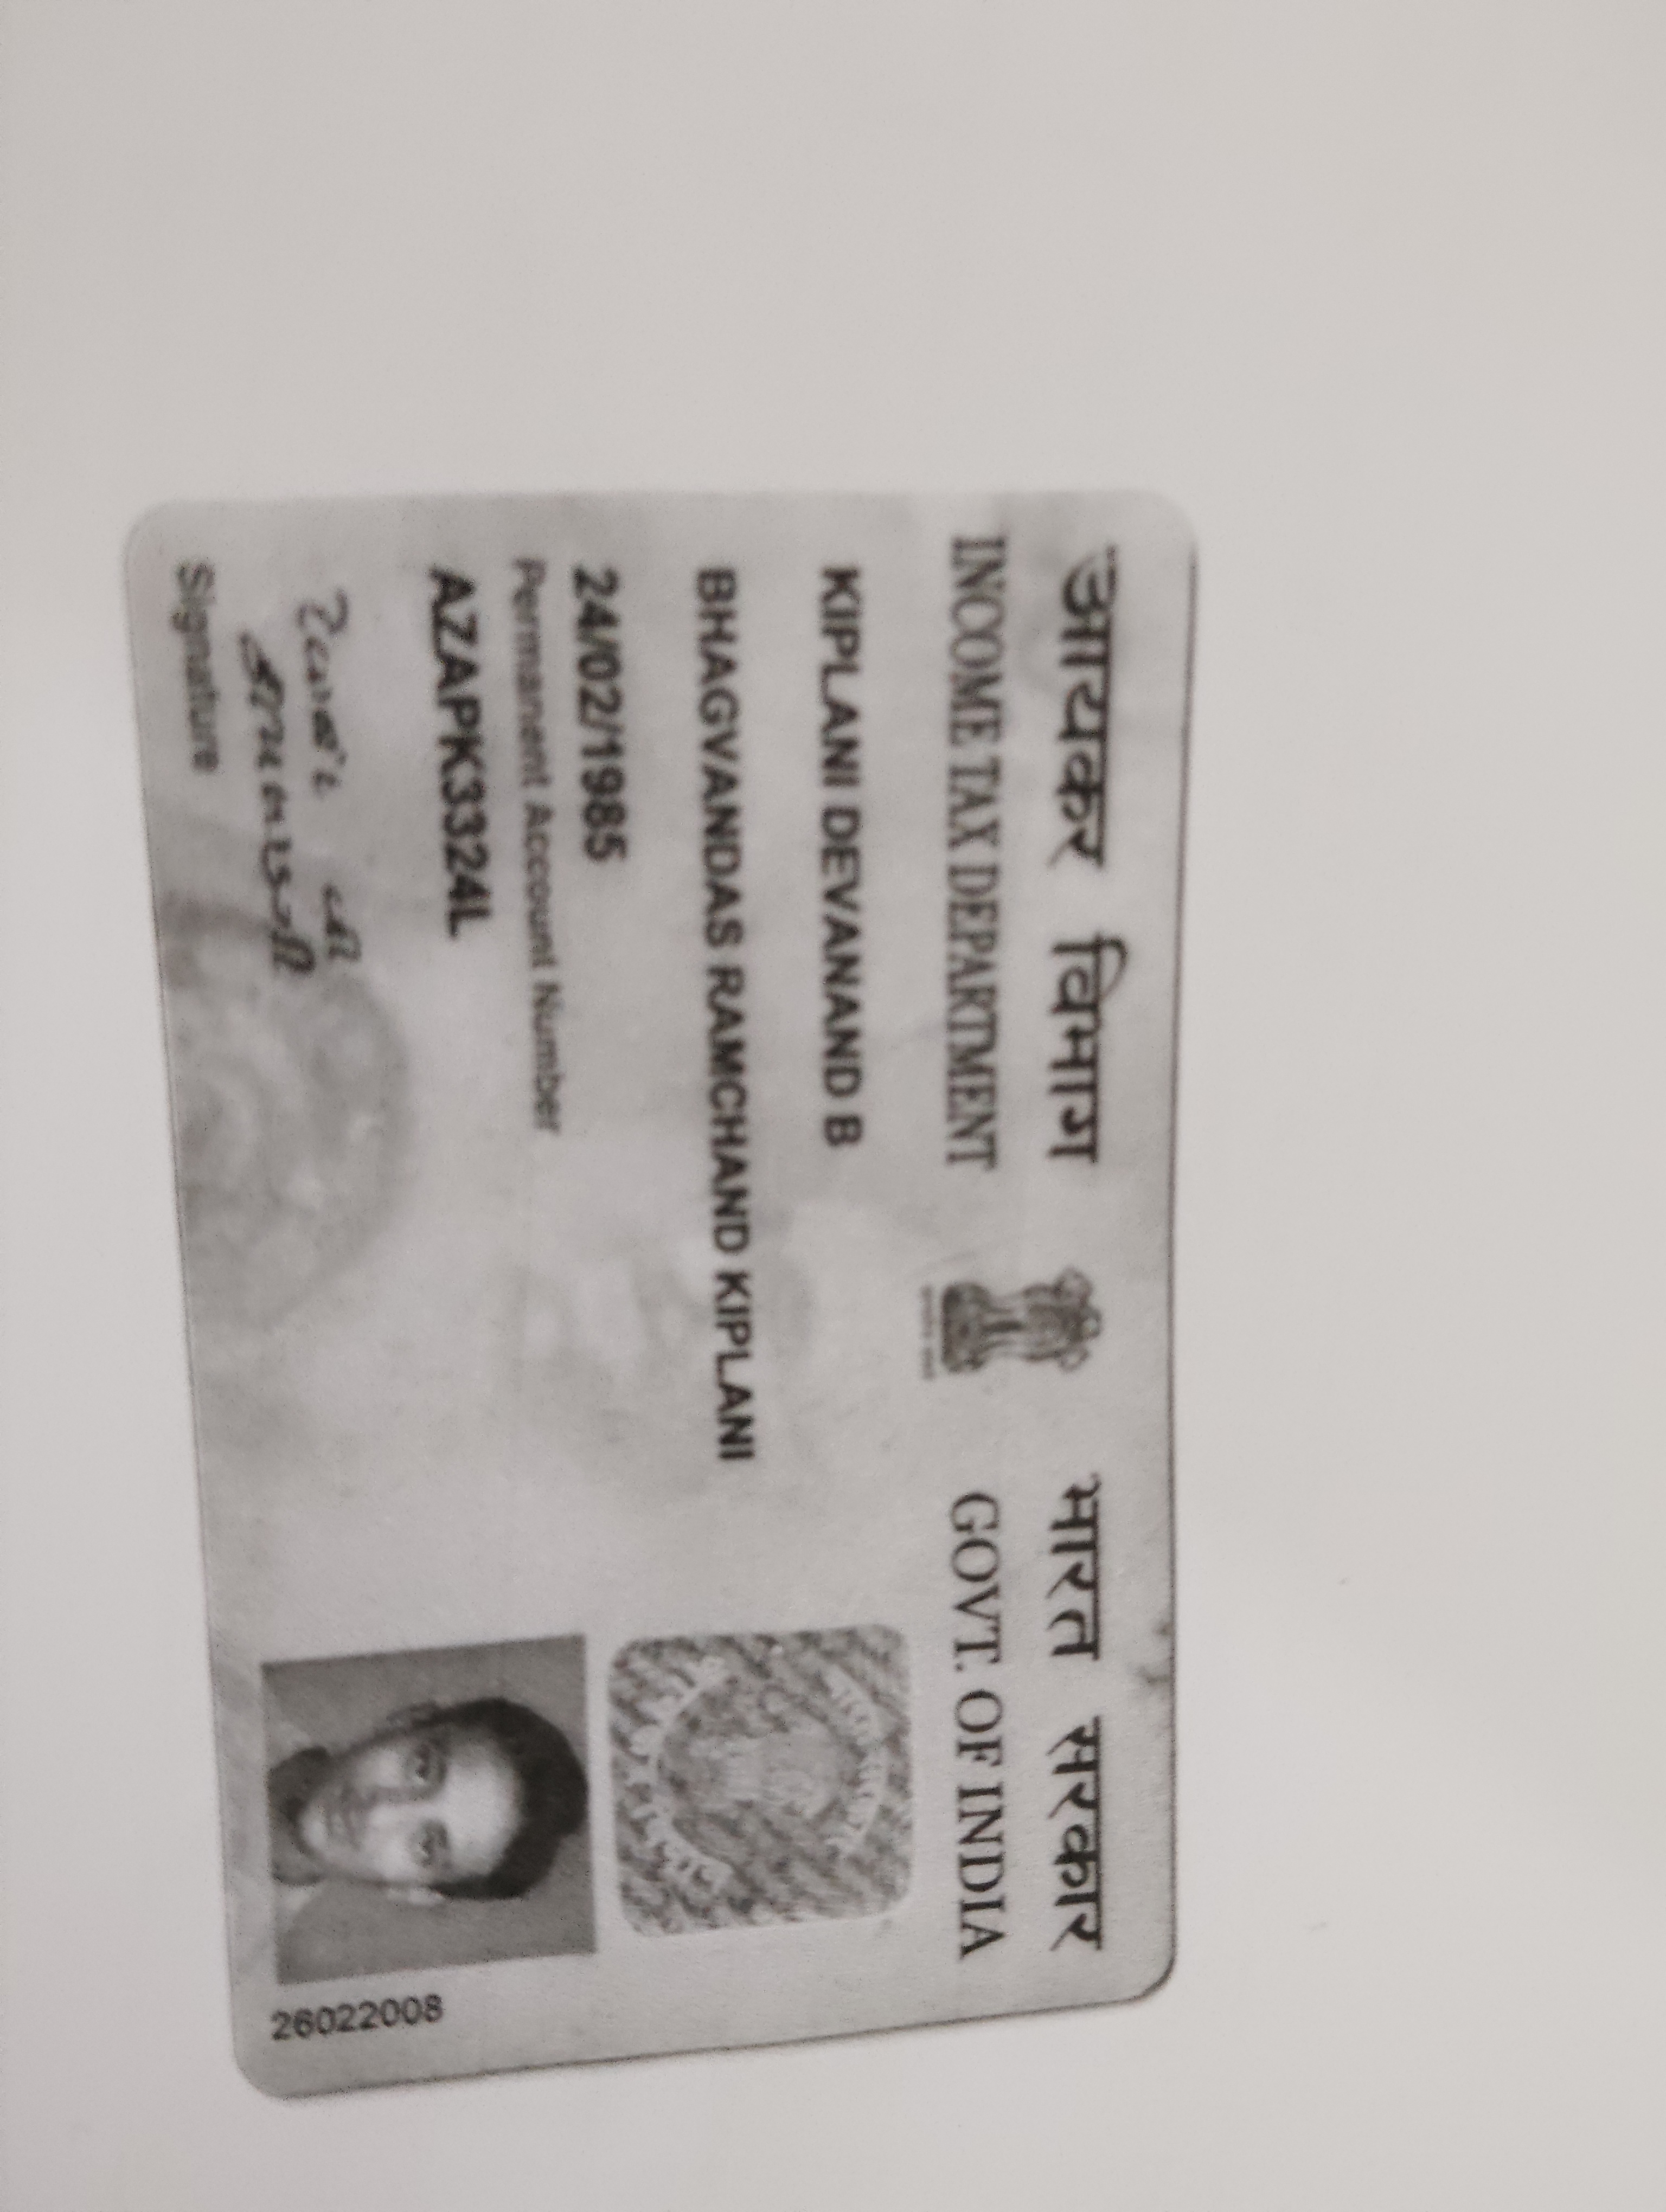 आयकर विभाग
INCOME TAX DEPARTMENT
भारत सरकार
GOVT. OF INDIA
KIPLANI DEVANAND B
BHAGVANDAS RAMCHAND KIPLANI
24/02/1985
Permanent Account Number
AZAPK3324L
Signature
26022008